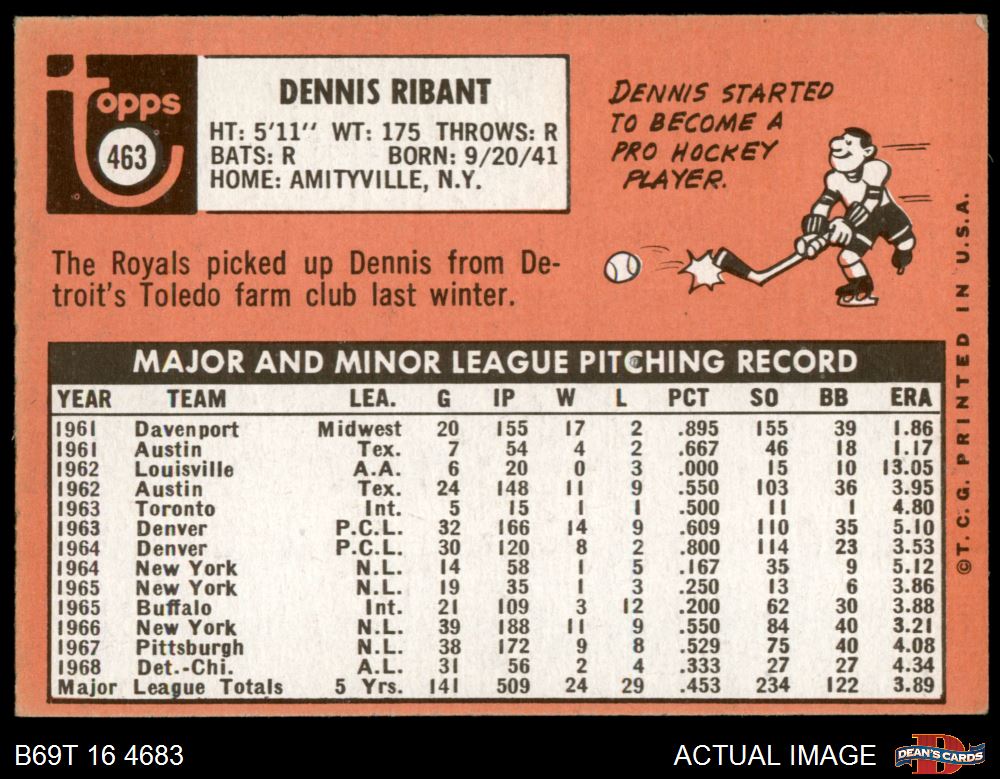 topps
463
DENNIS RIBANT
HT: 5'11" WT: 175 THROWS: R
BATS: R BORN: 9/20/41
HOME: AMITYVILLE, N.Y.
DENNIS STARTED
TO BECOME A
PRO HOCKEY
PLAYER.
The Royals picked up Dennis from De-
troit's Toledo farm club last winter.
MAJOR AND MINOR LEAGUE PITCHING RECORD
YEAR TEAM LEA. G IP W L PCT SO BB ERA
1961 Davenport Midwest 20 155 17 2 .895 155 39 1.86
1961 Austin Tex. 7 54 4 2 .667 46 18 1.17
1962 Louisville A.A. 6 20 0 3 .000 15 10 13.05
1962 Austin Tex. 24 148 11 9 .550 103 36 3.95
1963 Toronto Int. 5 15 1 1 .500 11 1 4.80
1963 Denver P.C.L. 32 166 14 9 .609 110 35 5.10
1964 Denver P.C.L. 30 120 8 2 .800 114 23 3.53
1964 New York N.L. 14 58 1 5 .167 35 9 5.12
1965 New York N.L. 19 35 1 3 .250 13 6 3.86
1965 Buffalo Int. 21 109 3 12 .200 62 30 3.88
1966 New York N.L. 39 188 11 9 .550 84 40 3.21
1967 Pittsburgh N.L. 38 172 9 8 .529 75 40 4.08
1968 Det.-Chi. A.L. 31 56 2 4 .333 27 27 4.34
Major League Totals 5 Yrs. 141 509 24 29 .453 234 122 3.89
©T.C.G. PRINTED IN U.S.A.
B69T 16 4683
ACTUAL IMAGE
DEAN'S CARDS